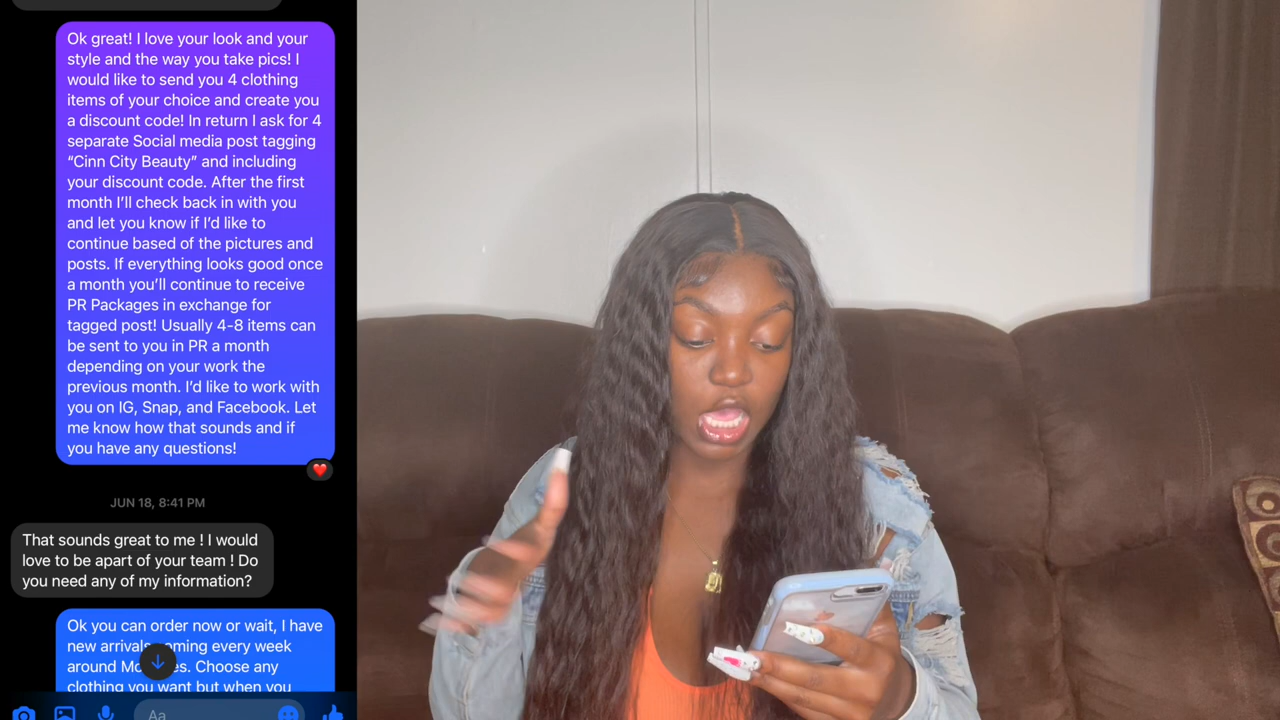 Ok great! I love your look and your
style and the way you take pics! I
would like to send you 4 clothing
items of your choice and create you
a discount code! In return I ask for 4
separate Social media post tagging
“Cinn City Beauty” and including
your discount code. After the first
month I’ll check back in with you
and let you know if I’d like to
continue based of the pictures and
posts. If everything looks good once
a month you’ll continue to receive
PR Packages in exchange for
tagged post! Usually 4-8 items can
be sent to you in PR a month
depending on your work the
previous month. I’d like to work with
you on IG, Snap, and Facebook. Let
me know how that sounds and if
you have any questions!
JUN 18, 8:41 PM
That sounds great to me ! I would
love to be apart of your team ! Do
you need any of my information?
Ok you can order now or wait, I have
new arrivals coming every week
around
Choose any
clothing you want but when you
Aa